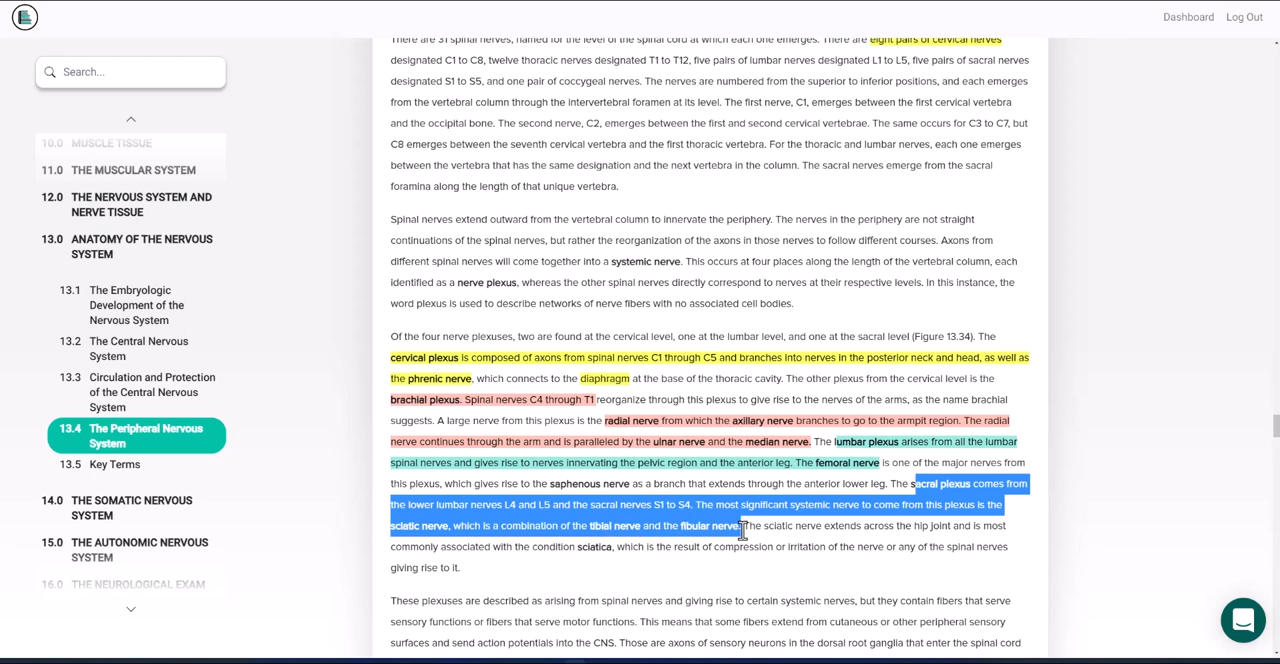 Dashboard Log Out
Search...
10.0 MUSCLE TISSUE
11.0 THE MUSCULAR SYSTEM
12.0 THE NERVOUS SYSTEM AND
NERVE TISSUE
13.0 ANATOMY OF THE NERVOUS
SYSTEM
13.1 The Embryologic
Development of the
Nervous System
13.2 The Central Nervous
System
13.3 Circulation and Protection
of the Central Nervous
System
13.4 The Peripheral Nervous
System
13.5 Key Terms
14.0 THE SOMATIC NERVOUS
SYSTEM
15.0 THE AUTONOMIC NERVOUS
SYSTEM
16.0 THE NEUROLOGICAL EXAM
There are 31 spinal nerves, named for the level of the spinal cord at which each one emerges. There are eight pairs of cervical nerves
designated C1 to C8, twelve thoracic nerves designated T1 to T12, five pairs of lumbar nerves designated L1 to L5, five pairs of sacral nerves
designated S1 to S5, and one pair of coccygeal nerves. The nerves are numbered from the superior to inferior positions, and each emerges
from the vertebral column through the intervertebral foramen at its level. The first nerve, C1, emerges between the first cervical vertebra
and the occipital bone. The second nerve, C2, emerges between the first and second cervical vertebrae. The same occurs for C3 to C7, but
C8 emerges between the seventh cervical vertebra and the first thoracic vertebra. For the thoracic and lumbar nerves, each one emerges
between the vertebra that has the same designation and the next vertebra in the column. The sacral nerves emerge from the sacral
foramina along the length of that unique vertebra.
Spinal nerves extend outward from the vertebral column to innervate the periphery. The nerves in the periphery are not straight
continuations of the spinal nerves, but rather the reorganization of the axons in those nerves to follow different courses. Axons from
different spinal nerves will come together into a systemic nerve. This occurs at four places along the length of the vertebral column, each
identified as a nerve plexus, whereas the other spinal nerves directly correspond to nerves at their respective levels. In this instance, the
word plexus is used to describe networks of nerve fibers with no associated cell bodies.
Of the four nerve plexuses, two are found at the cervical level, one at the lumbar level, and one at the sacral level (Figure 13.34). The
cervical plexus is composed of axons from spinal nerves C1 through C5 and branches into nerves in the posterior neck and head, as well as
the phrenic nerve, which connects to the diaphragm at the base of the thoracic cavity. The other plexus from the cervical level is the
brachial plexus. Spinal nerves C4 through T1 reorganize through this plexus to give rise to the nerves of the arms, as the name brachial
suggests. A large nerve from this plexus is the radial nerve from which the axillary nerve branches to go to the armpit region. The radial
nerve continues through the arm and is paralleled by the ulnar nerve and the median nerve. The lumbar plexus arises from all the lumbar
spinal nerves and gives rise to nerves innervating the pelvic region and the anterior leg. The femoral nerve is one of the major nerves from
this plexus, which gives rise to the saphenous nerve as a branch that extends through the anterior lower leg. The sacral plexus comes from
the lower lumbar nerves L4 and L5 and the sacral nerves S1 to S4. The most significant systemic nerve to come from this plexus is the
sciatic nerve, which is a combination of the tibial nerve and the fibular nerve. The sciatic nerve extends across the hip joint and is most
commonly associated with the condition sciatica, which is the result of compression or irritation of the nerve or any of the spinal nerves
giving rise to it.
These plexuses are described as arising from spinal nerves and giving rise to certain systemic nerves, but they contain fibers that serve
sensory functions or fibers that serve motor functions. This means that some fibers extend from cutaneous or other peripheral sensory
surfaces and send action potentials into the CNS. Those are axons of sensory neurons in the dorsal root ganglia that enter the spinal cord